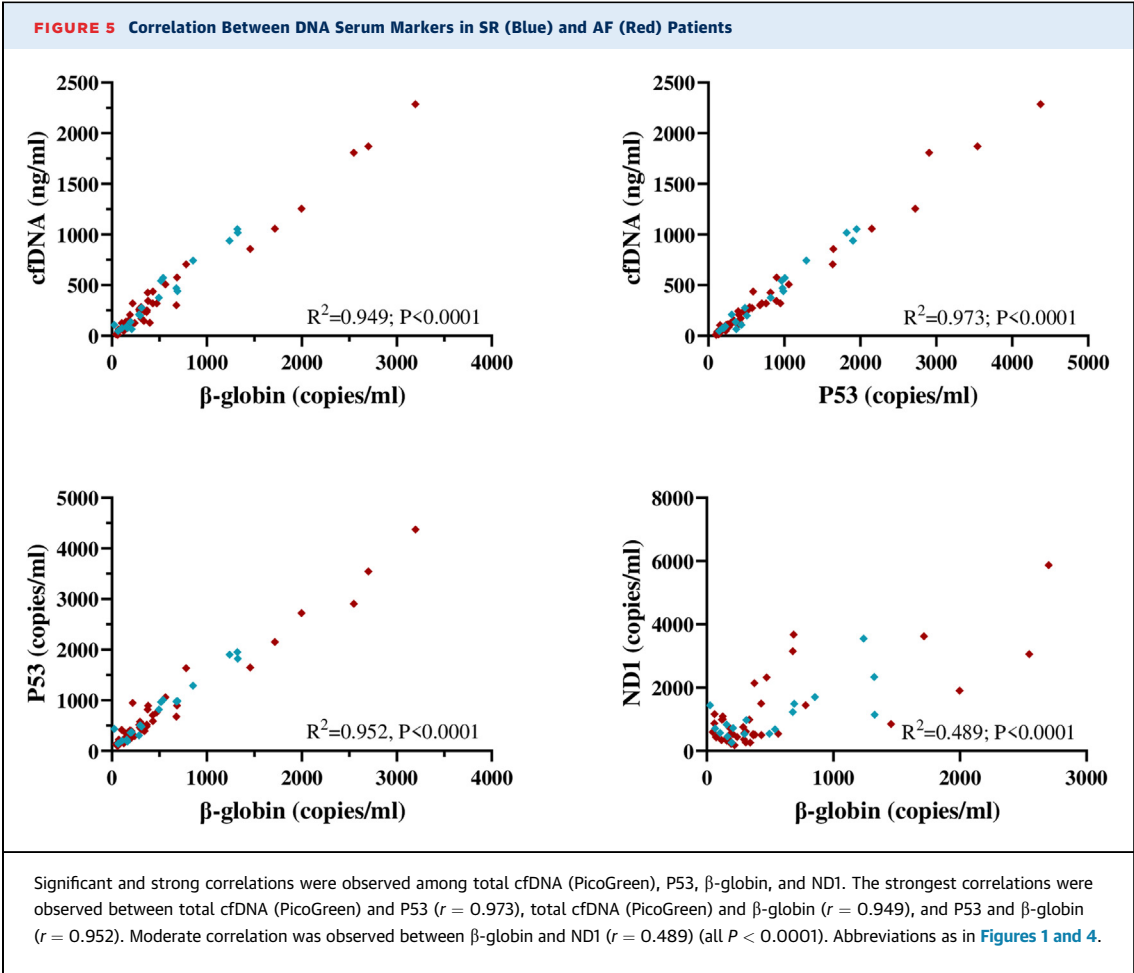 FIGURE 5 Correlation Between DNA Serum Markers in SR (Blue) and AF (Red) Patients
cfDNA (ng/ml)
2500
2000
1500
1000
500
0
0 1000 2000 3000 4000
β-globin (copies/ml)
R²=0.949; P<0.0001
cfDNA (ng/ml)
2500
2000
1500
1000
500
0
0 1000 2000 3000 4000 5000
P53 (copies/ml)
R²=0.973; P<0.0001
P53 (copies/ml)
5000
4000
3000
2000
1000
0
0 1000 2000 3000 4000
β-globin (copies/ml)
R²=0.952, P<0.0001
ND1 (copies/ml)
8000
6000
4000
2000
0
0 1000 2000 3000
β-globin (copies/ml)
R²=0.489; P<0.0001
Significant and strong correlations were observed among total cfDNA (PicoGreen), P53, β-globin, and ND1. The strongest correlations were
observed between total cfDNA (PicoGreen) and P53 (r = 0.973), total cfDNA (PicoGreen) and β-globin (r = 0.949), and P53 and β-globin
(r = 0.952). Moderate correlation was observed between β-globin and ND1 (r = 0.489) (all P < 0.0001). Abbreviations as in Figures 1 and 4.